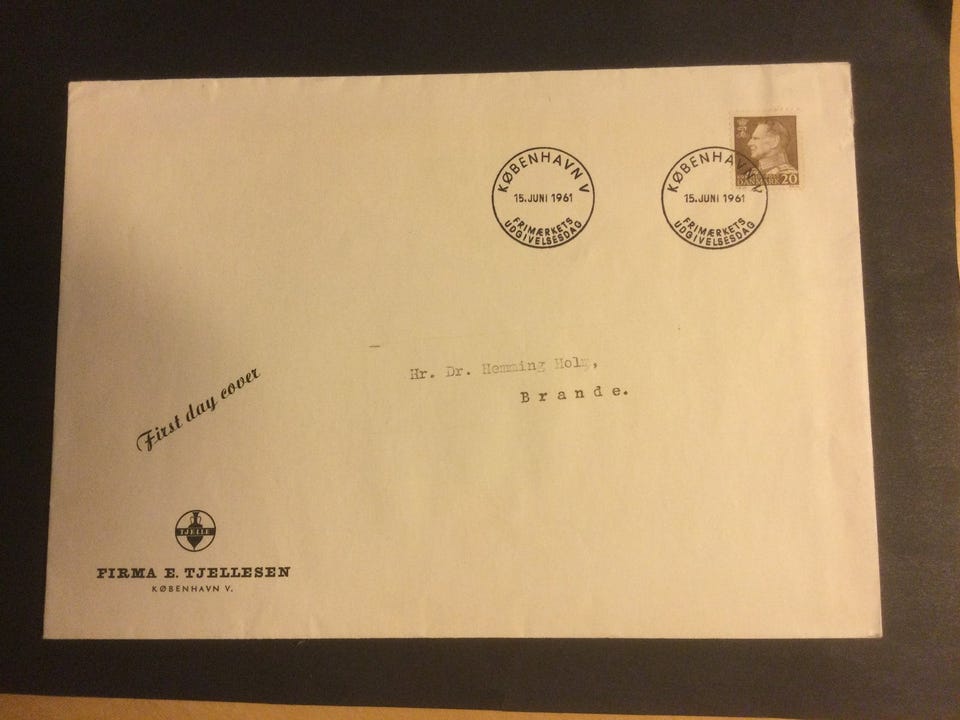 KØBENHAVN V
15. JUNI 1961
FRIMÆRKETS
UDGIVELSESDAG
KØBENHAVN V
15. JUNI 1961
FRIMÆRKETS
UDGIVELSESDAG
DANMARK 20
Hr. Dr. Hemming Holm,
Brande.
First day cover
TJELLE
FIRMA E. TJELLESEN
KØBENHAVN V.